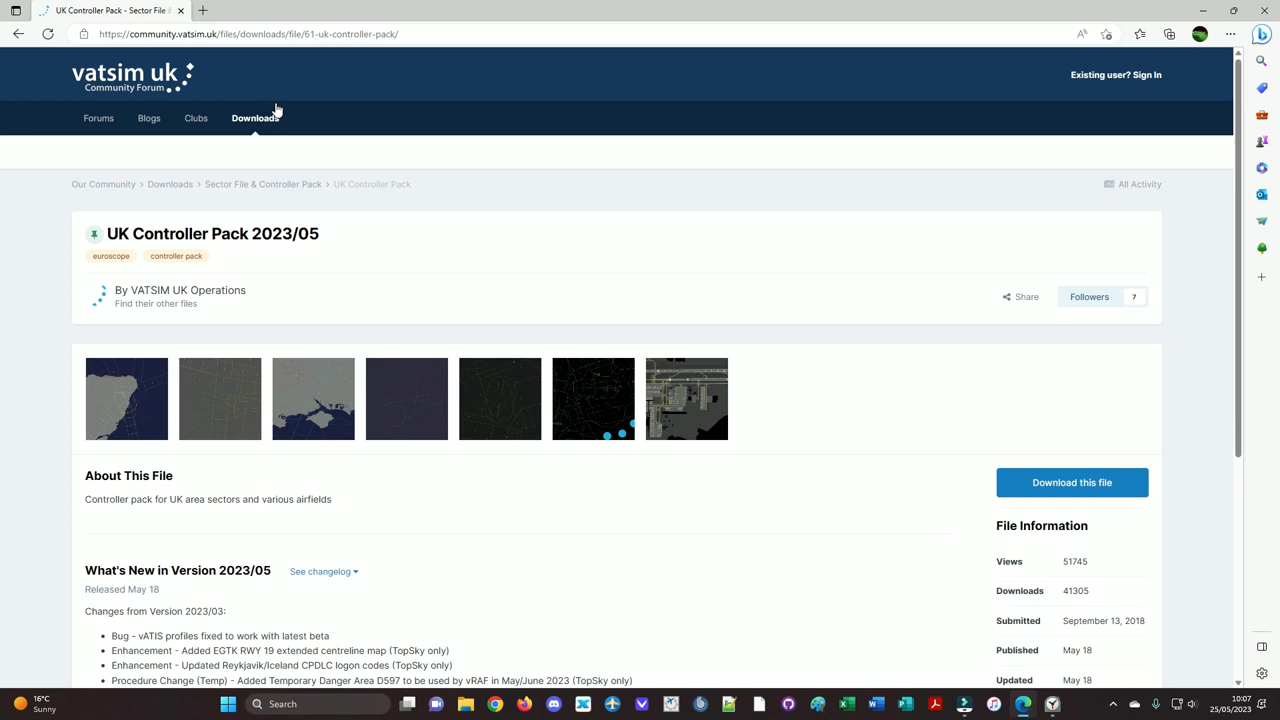 UK Controller Pack - Sector File &
https://community.vatsim.uk/files/downloads/file/61-uk-controller-pack/
vatsim uk
Community Forum
Existing user? Sign In
Forums Blogs Clubs Downloads
Our Community > Downloads > Sector File & Controller Pack > UK Controller Pack
All Activity
UK Controller Pack 2023/05
euroscope controller pack
By VATSIM UK Operations
Find their other files
Share
Followers 7
About This File
Controller pack for UK area sectors and various airfields
Download this file
File Information
Views 51745
Downloads 41305
Submitted September 13, 2018
Published May 18
Updated May 18
What's New in Version 2023/05 See changelog
Released May 18
Changes from Version 2023/03:
• Bug - vATIS profiles fixed to work with latest beta
• Enhancement - Added EGTK RWY 19 extended centreline map (TopSky only)
• Enhancement - Updated Reykjavik/Iceland CPDLC logon codes (TopSky only)
• Procedure Change (Temp) - Added Temporary Danger Area D597 to be used by vRAF in May/June 2023 (TopSky only)
16°C
Sunny
Search
10:07
25/05/2023